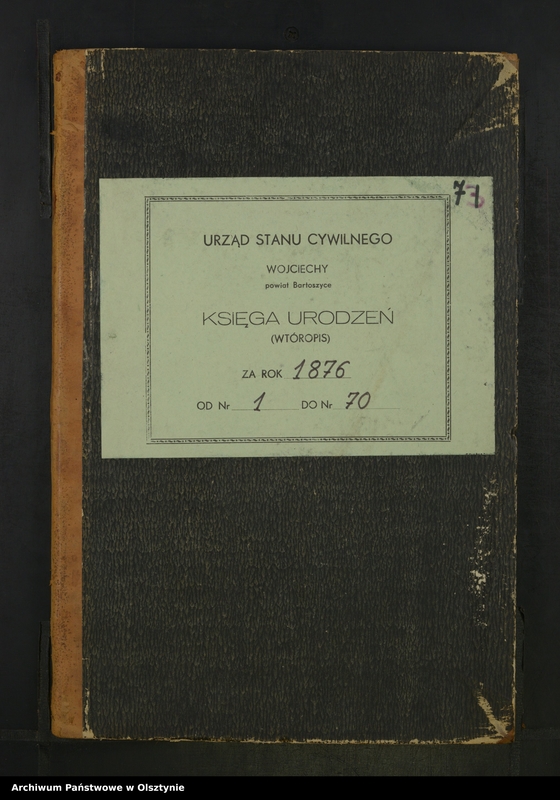 URZĄD STANU CYWILNEGO
WOJCIECHY
powiat Bartoszyce
KSIĘGA URODZEŃ
(WTÓROPIS)
ZA ROK 1876
OD Nr 1 DO Nr 70
Archiwum Państwowe w Olsztynie